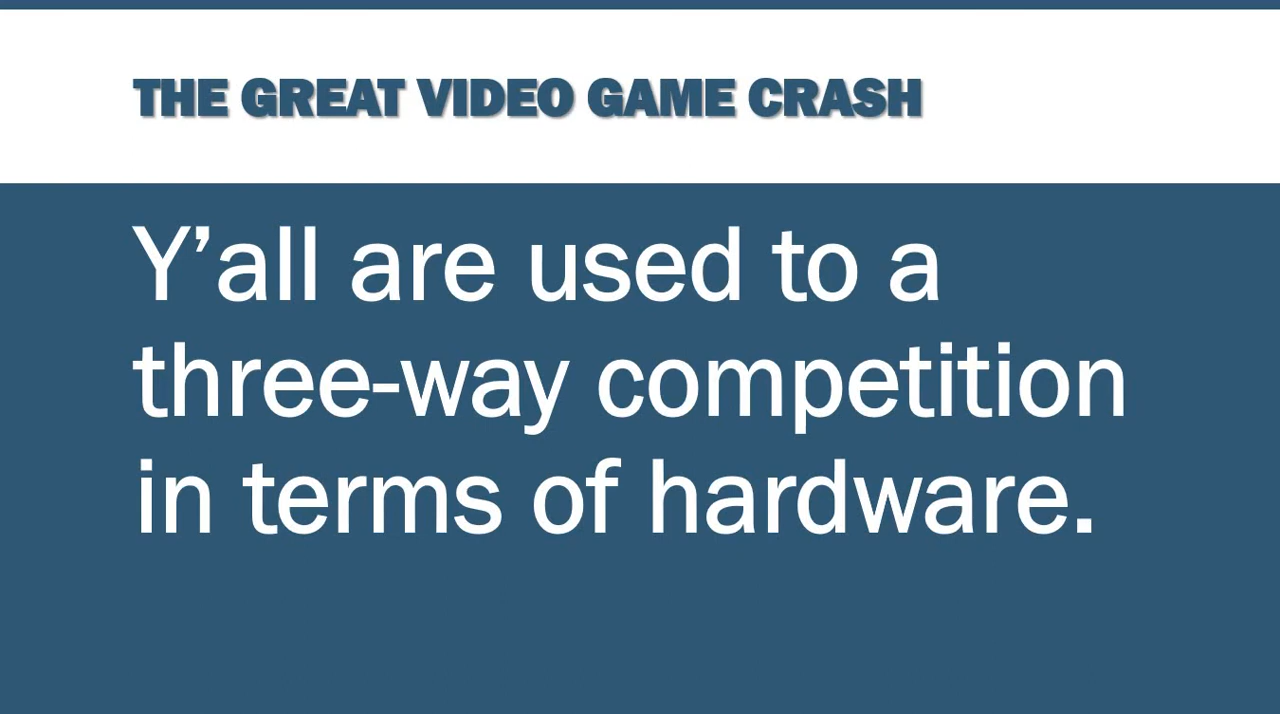 THE GREAT VIDEO GAME CRASH
Y’all are used to a
three-way competition
in terms of hardware.